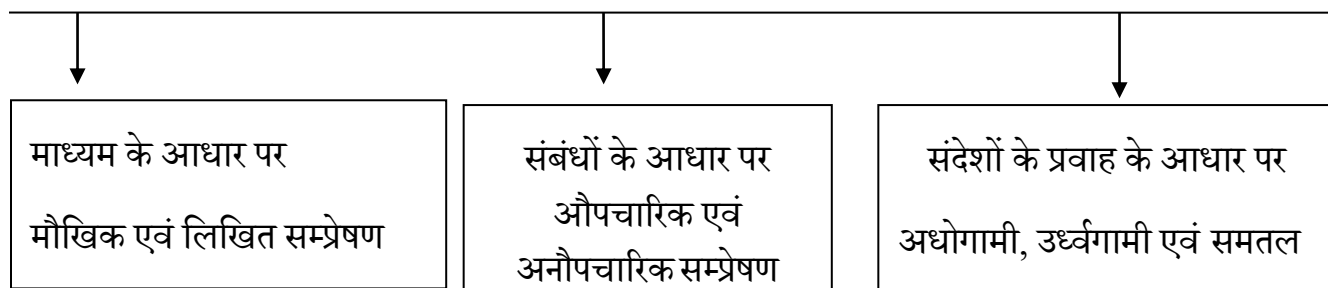 माध्यम के आधार पर
मौखिक एवं लिखित सम्प्रेषण
संबंधों के आधार पर
औपचारिक एवं
अनौपचारिक सम्प्रेषण
संदेशों के प्रवाह के आधार पर
अधोगामी, उर्ध्वगामी एवं समतल